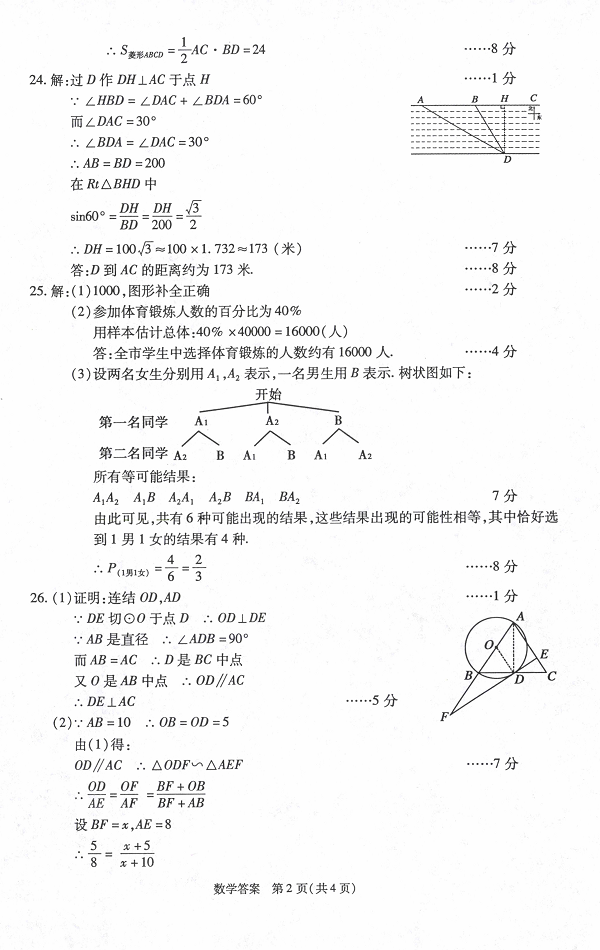 ∴ S菱形ABCD = 1/2 AC · BD = 24 ……8 分
24. 解:过 D 作 DH⊥AC 于点 H ……1 分
∵ ∠HBD = ∠DAC + ∠BDA = 60°
而∠DAC = 30°
∴ ∠BDA = ∠DAC = 30°
∴ AB = BD = 200
在 Rt△BHD 中
A B H C
北
东
D
sin60° = DH/BD = DH/200 = √3/2
∴ DH = 100√3 ≈ 100 × 1.732 ≈ 173 (米) ……7 分
答:D 到 AC 的距离约为 173 米. ……8 分
25. 解:(1)1000,图形补全正确 ……2 分
(2)参加体育锻炼人数的百分比为 40%
用样本估计总体:40% × 40000 = 16000(人)
答:全市学生中选择体育锻炼的人数约有 16000 人. ……4 分
(3)设两名女生分别用 A₁,A₂ 表示,一名男生用 B 表示. 树状图如下:
开始
第一名同学 A₁ A₂ B
第二名同学 A₂ B A₁ B A₁ A₂
所有等可能结果:
A₁A₂ A₁B A₂A₁ A₂B BA₁ BA₂ 7 分
由此可见,共有 6 种可能出现的结果,这些结果出现的可能性相等,其中恰好选
到 1 男 1 女的结果有 4 种.
∴ P(1男1女) = 4/6 = 2/3 ……8 分
26. (1)证明:连结 OD,AD ……1 分
∵ DE 切⊙O 于点 D ∴ OD⊥DE
∵ AB 是直径 ∴ ∠ADB = 90°
而 AB = AC ∴ D 是 BC 中点
又 O 是 AB 中点 ∴ OD∥AC
∴ DE⊥AC ……5 分
A
O
E
B D C
F
(2)∵ AB = 10 ∴ OB = OD = 5
由(1)得:
OD∥AC ∴ △ODF∽△AEF ……7 分
∴ OD/AE = OF/AF = BF + OB/BF + AB
设 BF = x,AE = 8
∴ 5/8 = x + 5/x + 10
数学答案 第 2 页(共 4 页)